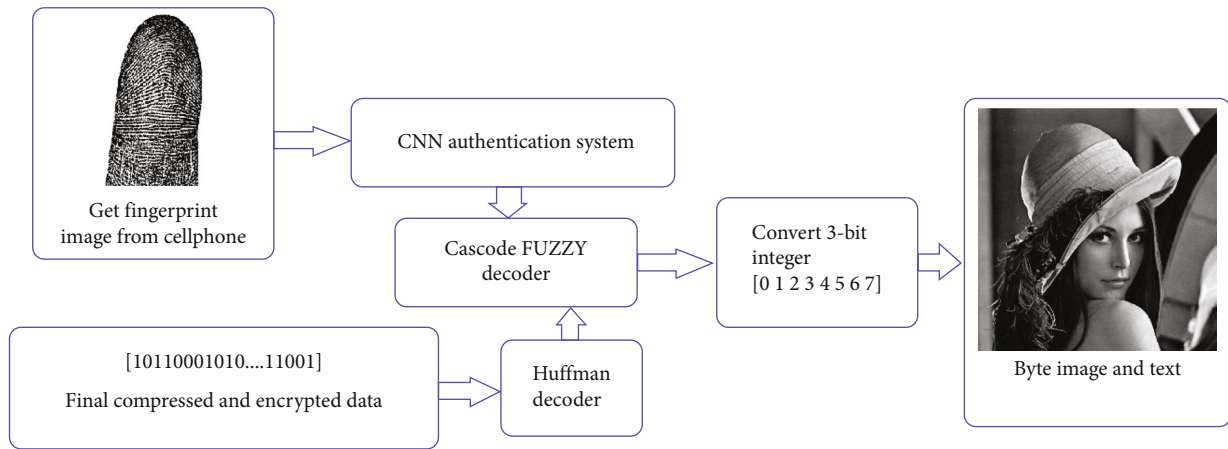 Get fingerprint
image from cellphone
CNN authentication system
Cascode FUZZY
decoder
[10110001010....11001]
Final compressed and encrypted data
Huffman
decoder
Convert 3-bit
integer
[0 1 2 3 4 5 6 7]
Byte image and text